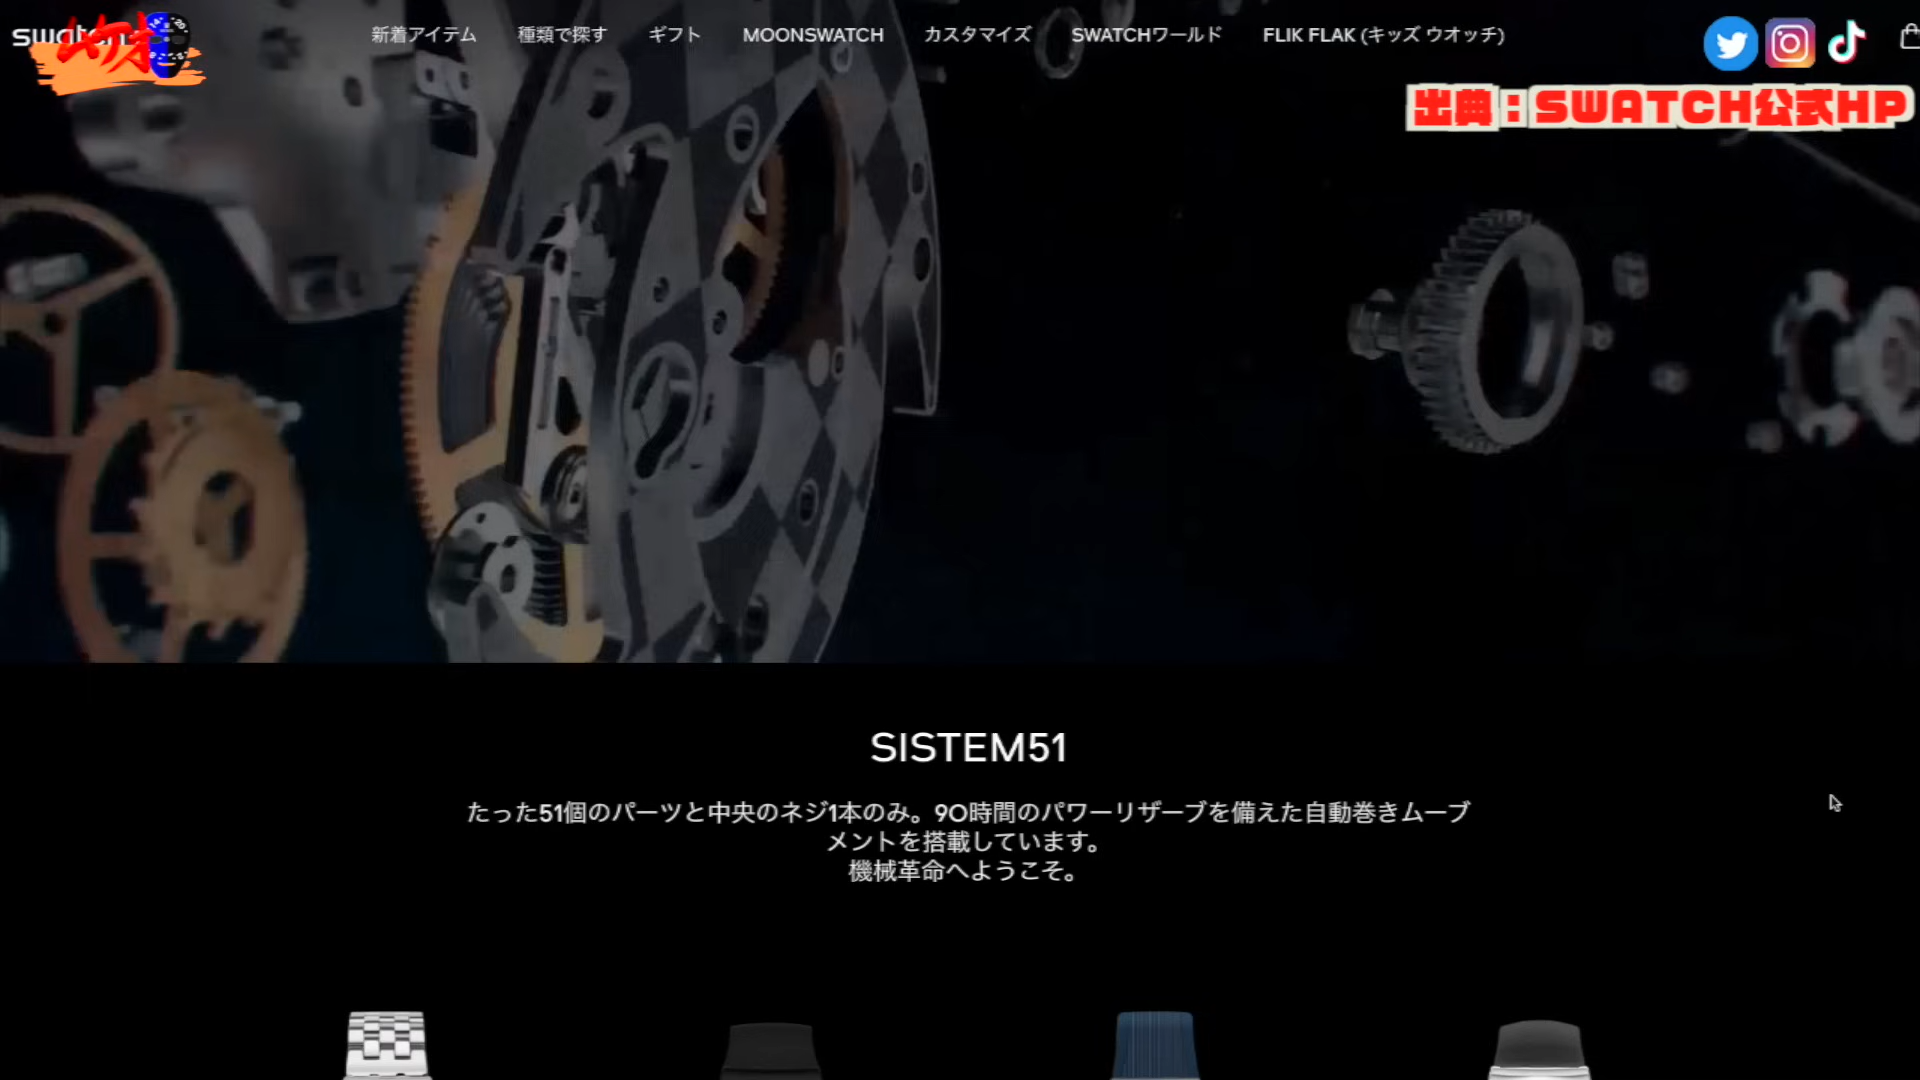 swatch
新着アイテム 種類で探す ギフト MOONSWATCH カスタマイズ SWATCHワールド FLIK FLAK (キッズ ウオッチ)
出典：SWATCH公式HP
SISTEM51
たった51個のパーツと中央のネジ1本のみ。90時間のパワーリザーブを備えた自動巻きムーブ
メントを搭載しています。
機械革命へようこそ。